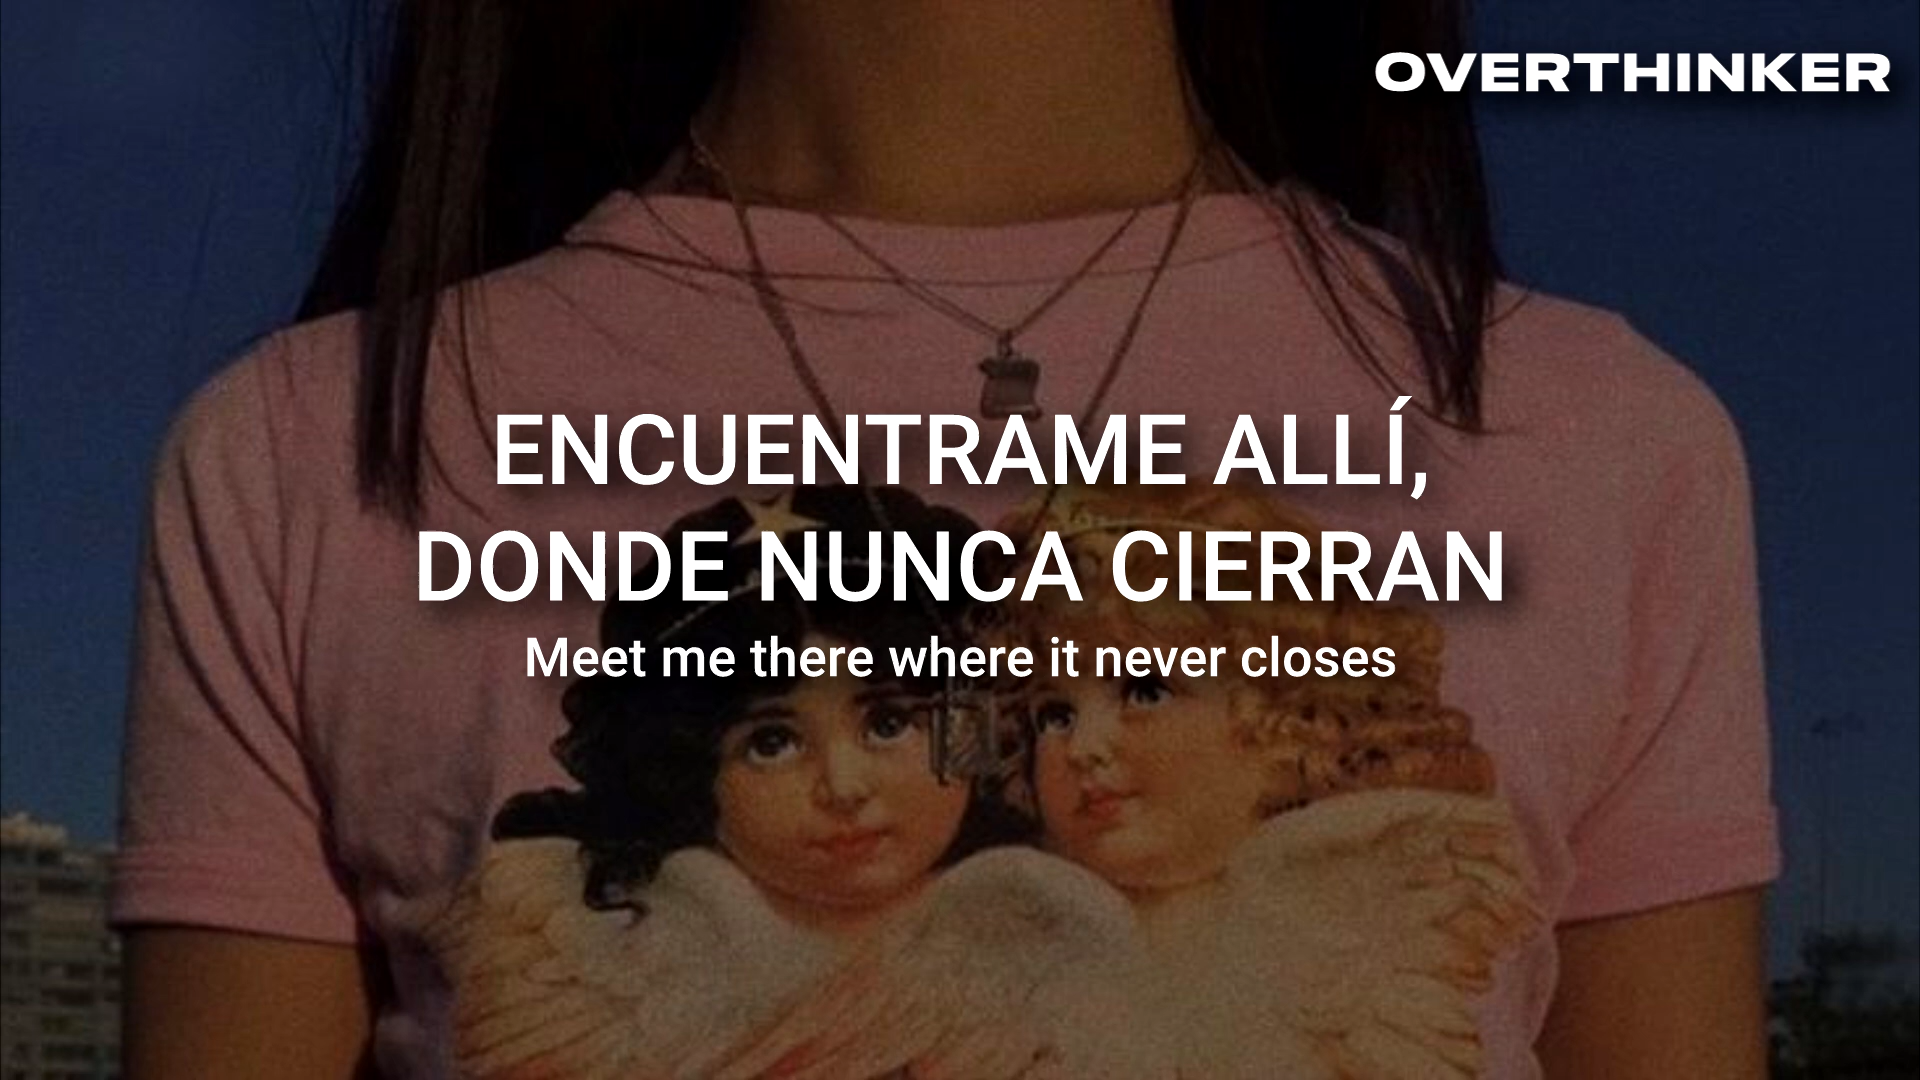 OVERTHINKER
ENCUENTRAME ALLÍ,
DONDE NUNCA CIERRAN
Meet me there where it never closes